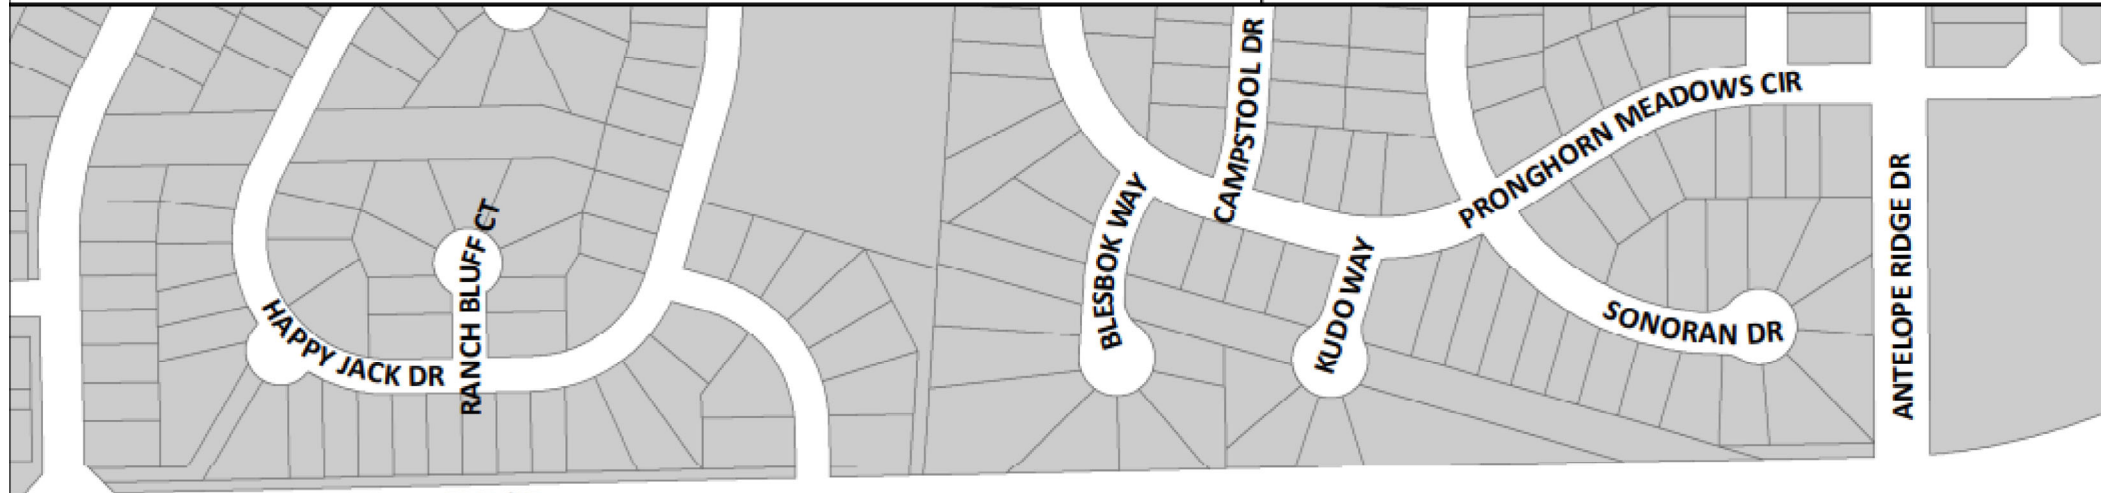 HAPPY JACK DR
RANCH BLUFF CT
BLESBOK WAY
CAMPSTOOL DR
KUDO WAY
PRONGHORN MEADOWS CIR
SONORAN DR
ANTELOPE RIDGE DR